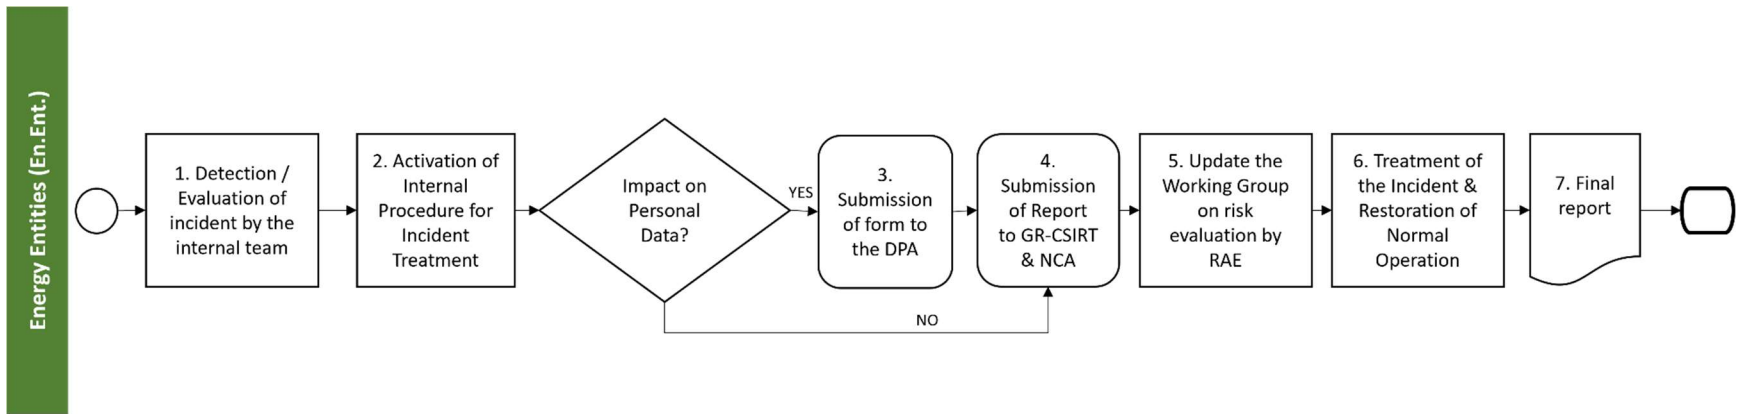 Energy Entities (En.Ent.)
1. Detection /
Evaluation of
incident by the
internal team
2. Activation of
Internal
Procedure for
Incident
Treatment
Impact on
Personal
Data?
YES
NO
3.
Submission
of form to
the DPA
4.
Submission
of Report
to GR-CSIRT
& NCA
5. Update the
Working Group
on risk
evaluation by
RAE
6. Treatment of
the Incident &
Restoration of
Normal
Operation
7. Final
report